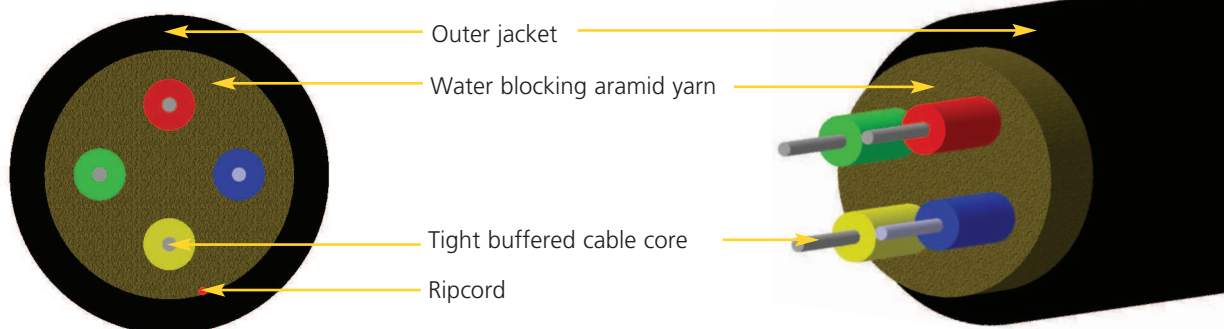 Outer jacket
Water blocking aramid yarn
Tight buffered cable core
Ripcord